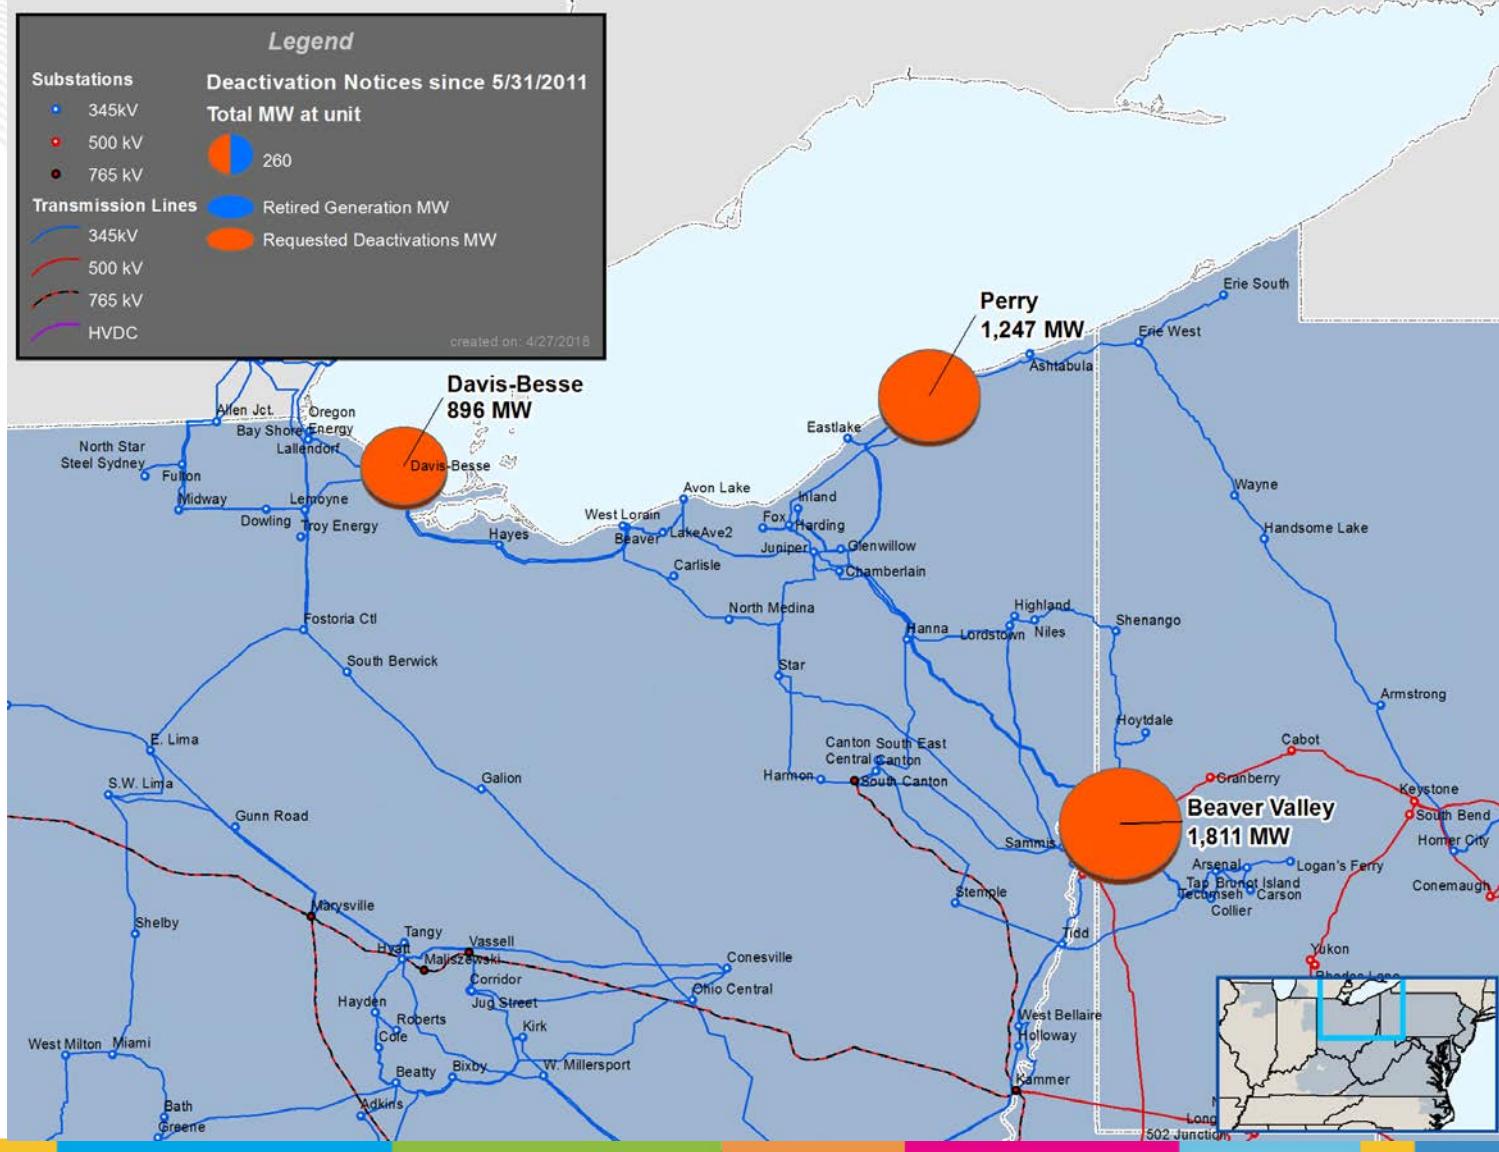 Legend
Substations
345kV
500 kV
765 kV
Transmission Lines
345kV
500 kV
765 kV
HVDC
Deactivation Notices since 5/31/2011
Total MW at unit
260
Retired Generation MW
Requested Deactivations MW
created on: 4/27/2018
Erie South
Perry
1,247 MW
Erie West
Ashtabula
Davis-Besse
896 MW
Allen Jct.
Oregon
Energy
Bay Shore
Lallendorf
Eastlake
North Star
Steel Sydney
Fulton
Davis-Besse
Avon Lake
Wayne
Midway
Lemoyne
Inland
Dowling
Troy Energy
West Lorain
Fox
Harding
Handsome Lake
Hayes
Beaver
LakeAve2
Juniper
Glenwillow
Carlisle
Chamberlain
North Medina
Highland
Fostoria Ctl
Hanna
Lordstown
Niles
Shenango
South Berwick
Star
Armstrong
Hoytdale
E. Lima
Canton
Central
South East
Canton
Cabot
S.W. Lima
Galion
Harmon
South Canton
Cranberry
Keystone
Gunn Road
Beaver Valley
1,811 MW
South Bend
Sammis
Homer City
Arsenal
Logan's Ferry
Tap
Brunot Island
Conemaugh
Stemple
Tecumseh
Carson
Marysville
Collier
Shelby
Tangy
Vassell
Tidd
Hyatt
Maliszewski
Conesville
Yukon
Corridor
Ohio Central
Jug Street
Hayden
Roberts
Kirk
West Bellaire
Cole
Holloway
West Milton
Miami
Beatty
Bixby
W. Millersport
Kammer
Bath
Adkins
Long
Greene
502 Junction